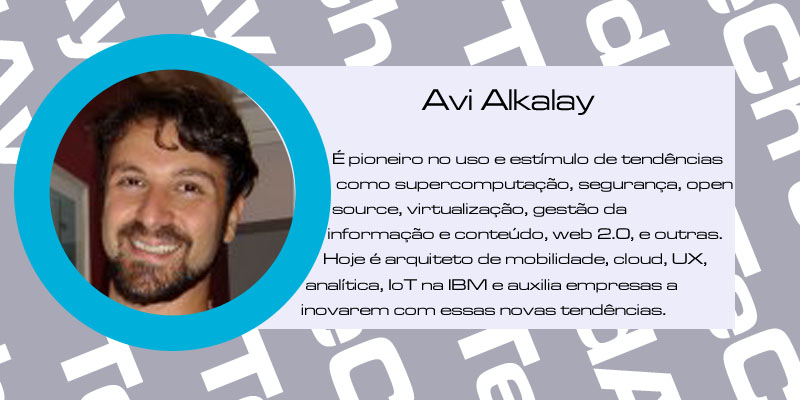 Avi Alkalay
É pioneiro no uso e estímulo de tendências
como supercomputação, segurança, open
source, virtualização, gestão da
informação e conteúdo, web 2.0, e outras.
Hoje é arquiteto de mobilidade, cloud, UX,
analítica, IoT na IBM e auxilia empresas a
inovarem com essas novas tendências.